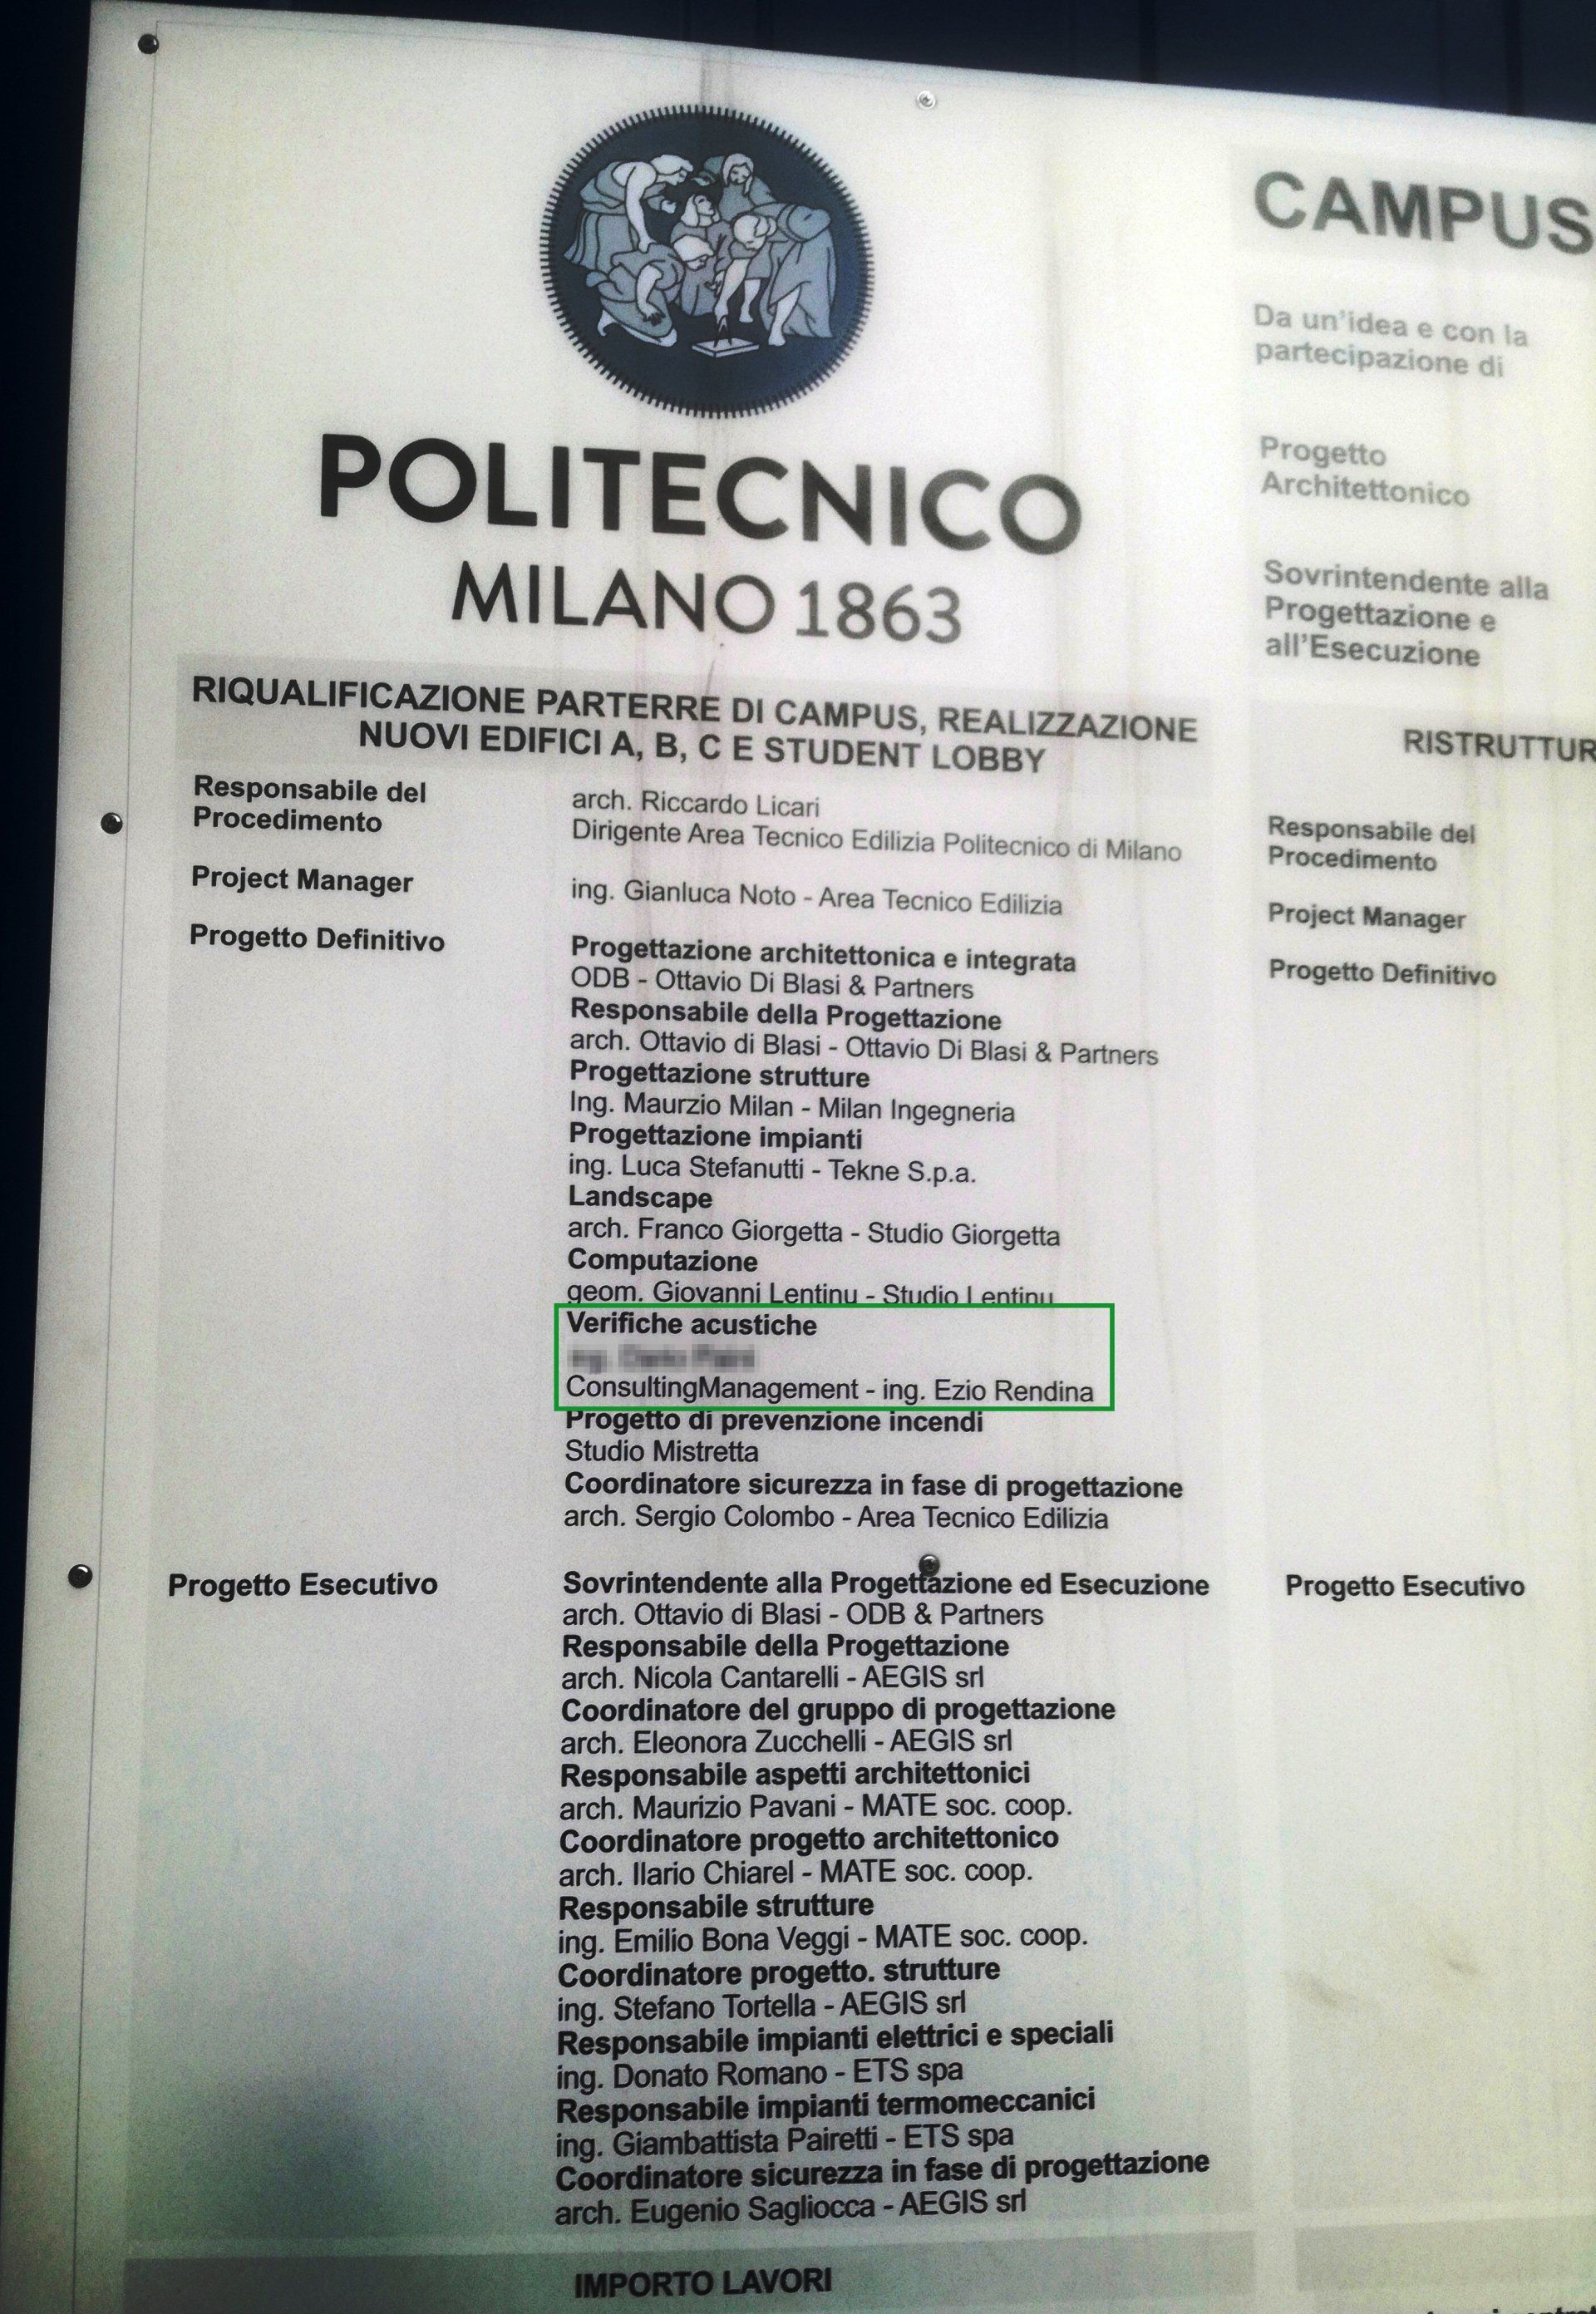 POLITECNICO
MILANO 1863
RIQUALIFICAZIONE PARTERRE DI CAMPUS, REALIZZAZIONE
NUOVI EDIFICI A, B, C E STUDENT LOBBY
Responsabile del
Procedimento
arch. Riccardo Licari
Dirigente Area Tecnico Edilizia Politecnico di Milano
Project Manager
ing. Gianluca Noto - Area Tecnico Edilizia
Progetto Definitivo
Progettazione architettonica e integrata
ODB - Ottavio Di Blasi & Partners
Responsabile della Progettazione
arch. Ottavio di Blasi - Ottavio Di Blasi & Partners
Progettazione strutture
Ing. Maurzio Milan - Milan Ingegneria
Progettazione impianti
ing. Luca Stefanutti - Tekne S.p.a.
Landscape
arch. Franco Giorgetta - Studio Giorgetta
Computazione
geom. Giovanni Lentinu - Studio Lentinu
Verifiche acustiche
ConsultingManagement - ing. Ezio Rendina
Progetto di prevenzione incendi
Studio Mistretta
Coordinatore sicurezza in fase di progettazione
arch. Sergio Colombo - Area Tecnico Edilizia
Progetto Esecutivo
Sovrintendente alla Progettazione ed Esecuzione
arch. Ottavio di Blasi - ODB & Partners
Responsabile della Progettazione
arch. Nicola Cantarelli - AEGIS srl
Coordinatore del gruppo di progettazione
arch. Eleonora Zucchelli - AEGIS srl
Responsabile aspetti architettonici
arch. Maurizio Pavani - MATE soc. coop.
Coordinatore progetto architettonico
arch. Ilario Chiarel - MATE soc. coop.
Responsabile strutture
ing. Emilio Bona Veggi - MATE soc. coop.
Coordinatore progetto. strutture
ing. Stefano Tortella - AEGIS srl
Responsabile impianti elettrici e speciali
ing. Donato Romano - ETS spa
Responsabile impianti termomeccanici
ing. Giambattista Pairetti - ETS spa
Coordinatore sicurezza in fase di progettazione
arch. Eugenio Sagliocca - AEGIS srl
IMPORTO LAVORI
CAMPUS
Da un'idea e con la
partecipazione di
Progetto
Architettonico
Sovrintendente alla
Progettazione e
all'Esecuzione
RISTRUTTUR
Responsabile del
Procedimento
Project Manager
Progetto Definitivo
Progetto Esecutivo